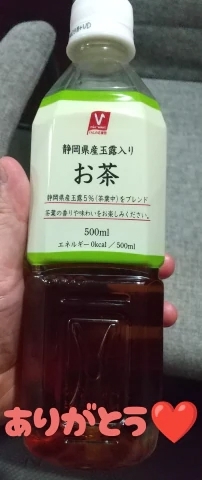 静岡県産玉露入り
お茶
静岡県産玉露5%(茶葉中)をブレンド
茶葉の香りや味わいをお楽しみください。
500ml
エネルギー0kcal/500ml
ありがとう❤